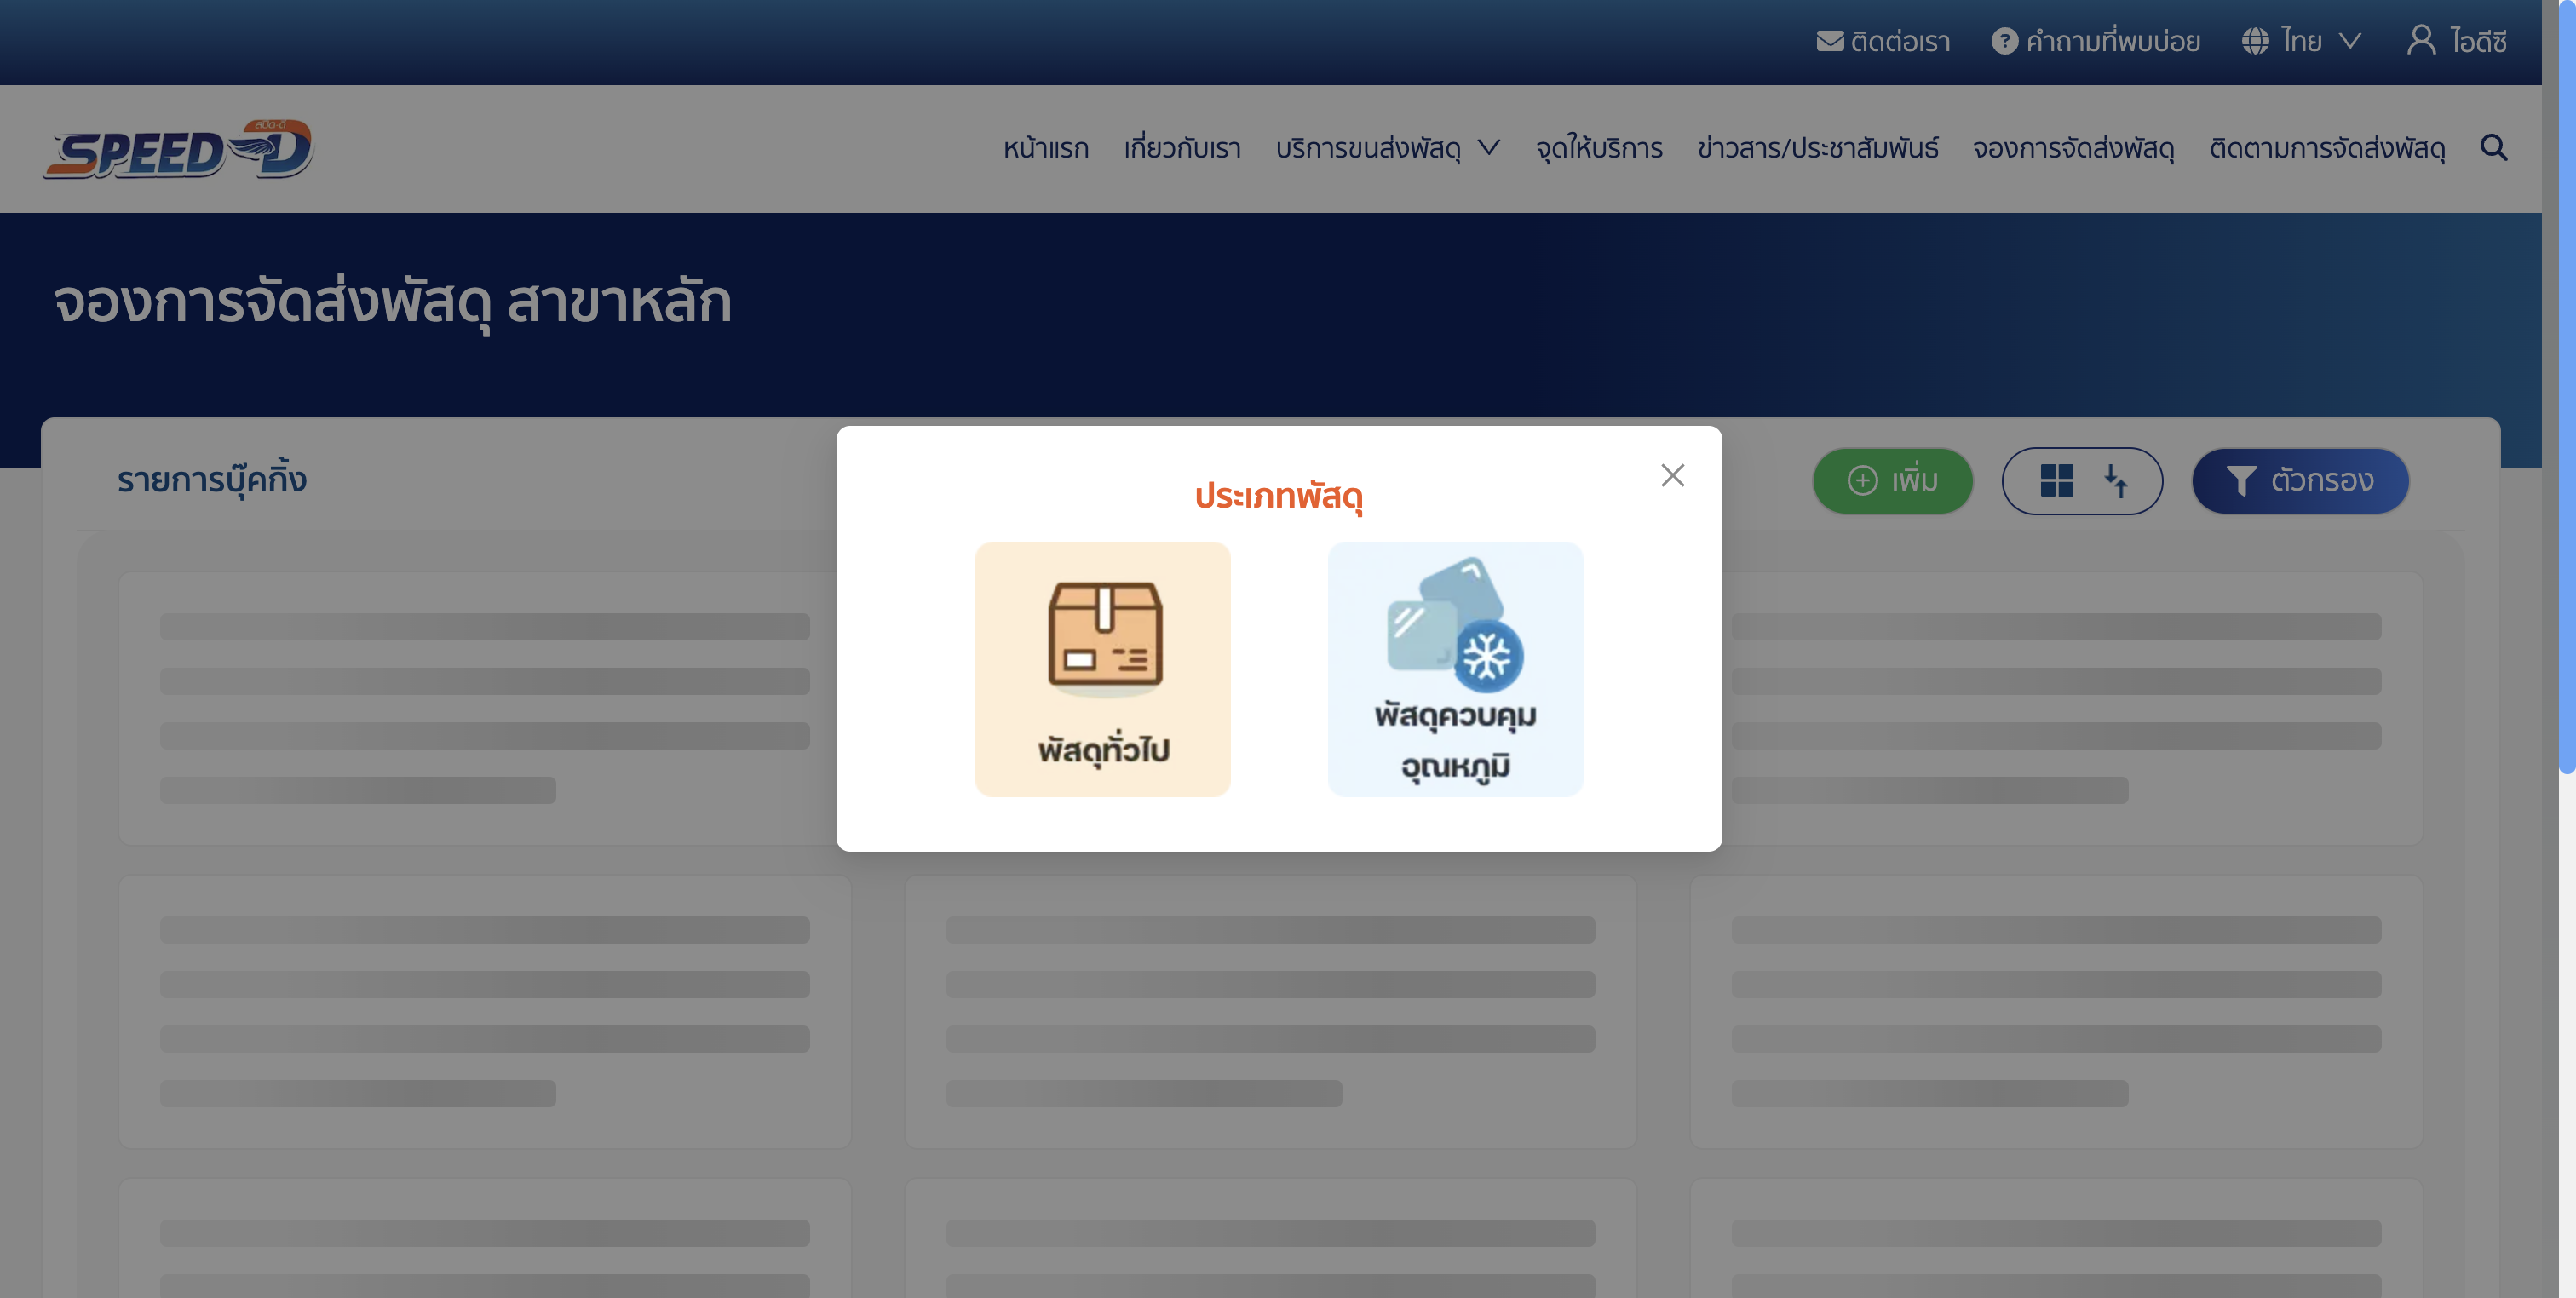 ติดต่อเรา
คำถามที่พบบ่อย
ไทย
ไอดีซี
สปีด-ดี
SPEED-D
หน้าแรก
เกี่ยวกับเรา
บริการขนส่งพัสดุ
จุดให้บริการ
ข่าวสาร/ประชาสัมพันธ์
จองการจัดส่งพัสดุ
ติดตามการจัดส่งพัสดุ
จองการจัดส่งพัสดุ สาขาหลัก
รายการบุ๊คกิ้ง
เพิ่ม
ตัวกรอง
ประเภทพัสดุ
พัสดุทั่วไป
พัสดุควบคุม
อุณหภูมิ